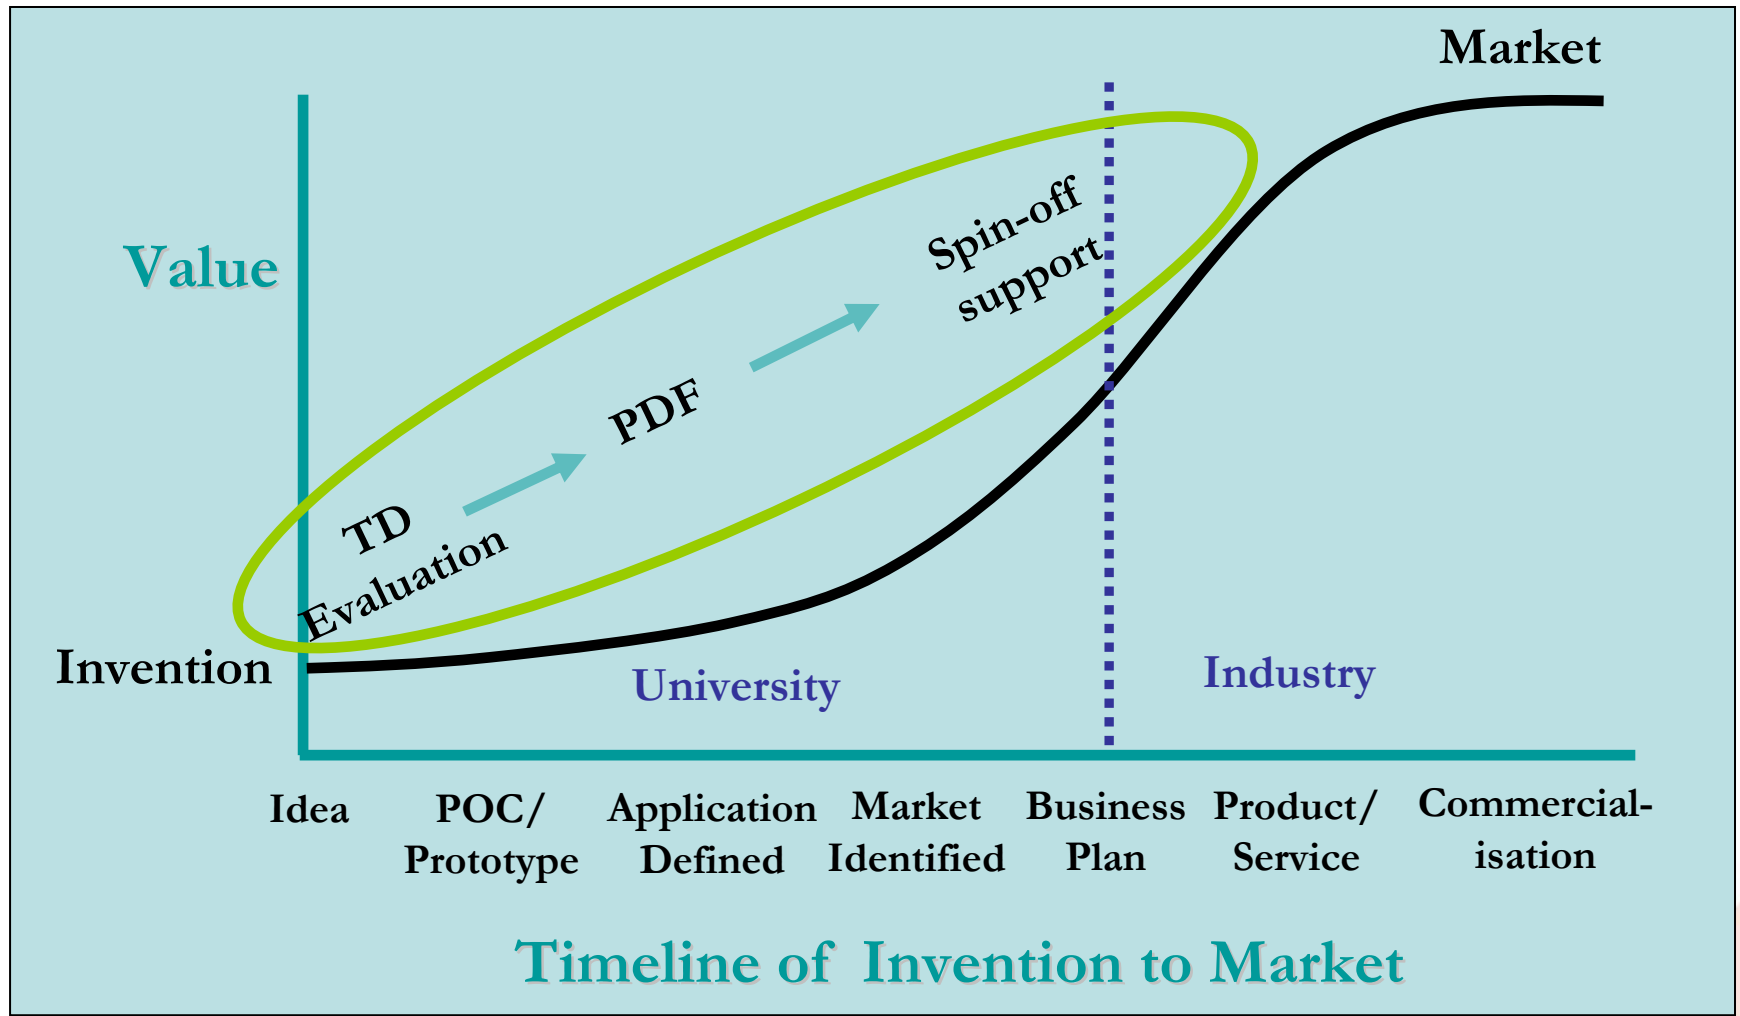 Market
Value
Spin-off
support
PDF
TD
Evaluation
Invention
University
Industry
Idea
POC/
Prototype
Application
Defined
Market
Identified
Business
Plan
Product/
Service
Commercial-
isation
Timeline of Invention to Market